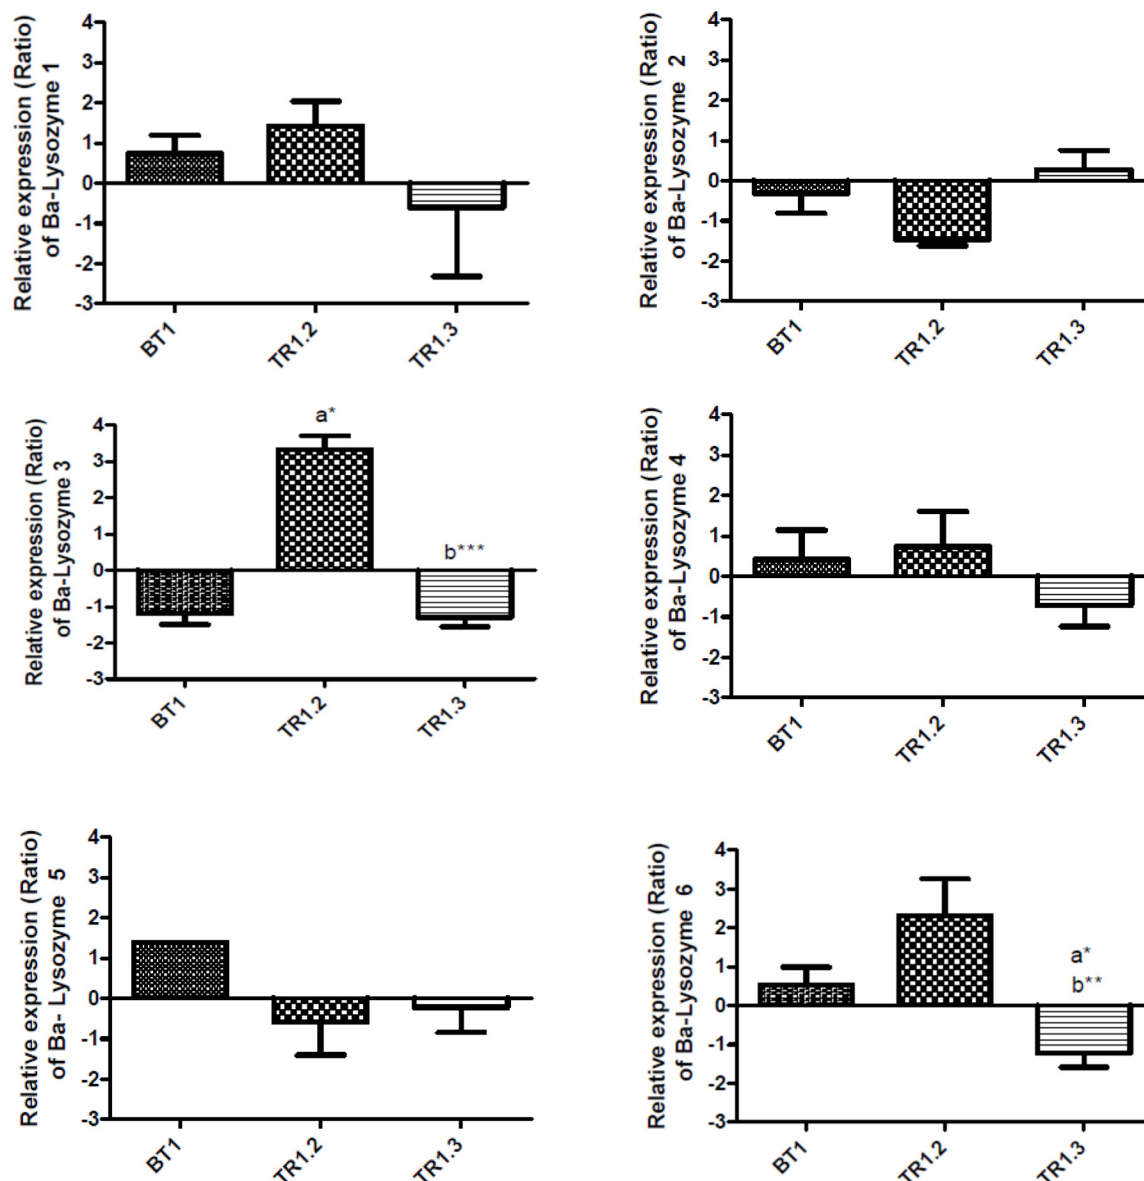 Relative expression (Ratio)
of Ba-Lysozyme 1
4
3
2
1
0
-1
-2
-3
BT1
TR1.2
TR1.3
Relative expression (Ratio)
of Ba-Lysozyme 2
4
3
2
1
0
-1
-2
-3
BT1
TR1.2
TR1.3
Relative expression (Ratio)
of Ba-Lysozyme 3
4
3
2
1
0
-1
-2
-3
a*
b***
BT1
TR1.2
TR1.3
Relative expression (Ratio)
of Ba-Lysozyme 4
4
3
2
1
0
-1
-2
-3
BT1
TR1.2
TR1.3
Relative expression (Ratio)
of Ba- Lysozyme 5
4
3
2
1
0
-1
-2
-3
BT1
TR1.2
TR1.3
Relative expression (Ratio)
of Ba-Lysozyme 6
4
3
2
1
0
-1
-2
-3
a*
b**
BT1
TR1.2
TR1.3